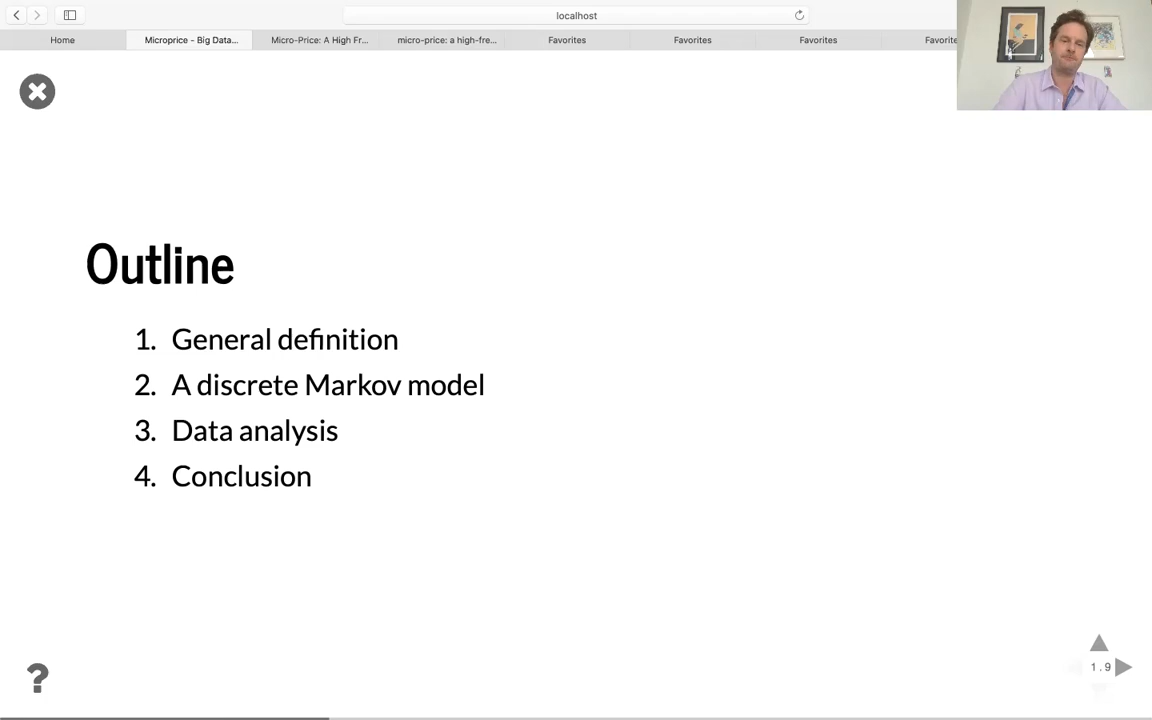 localhost
Home
Microprice - Big Data...
Micro-Price: A High Fr...
micro-price: a high-fre...
Favorites
Favorites
Favorites
Favorite
Outline
1. General definition
2. A discrete Markov model
3. Data analysis
4. Conclusion
?
1.9